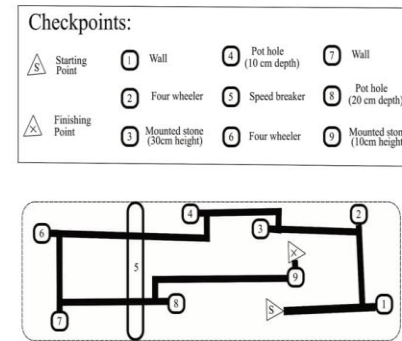 Checkpoints:
S Starting Point
1 Wall
4 Pot hole (10 cm depth)
7 Wall
2 Four wheeler
5 Speed breaker
8 Pot hole (20 cm depth)
X Finishing Point
3 Mounted stone (30cm height)
6 Four wheeler
9 Mounted ston (10cm height
4
2
6
3
X
5
9
8
S
1
7